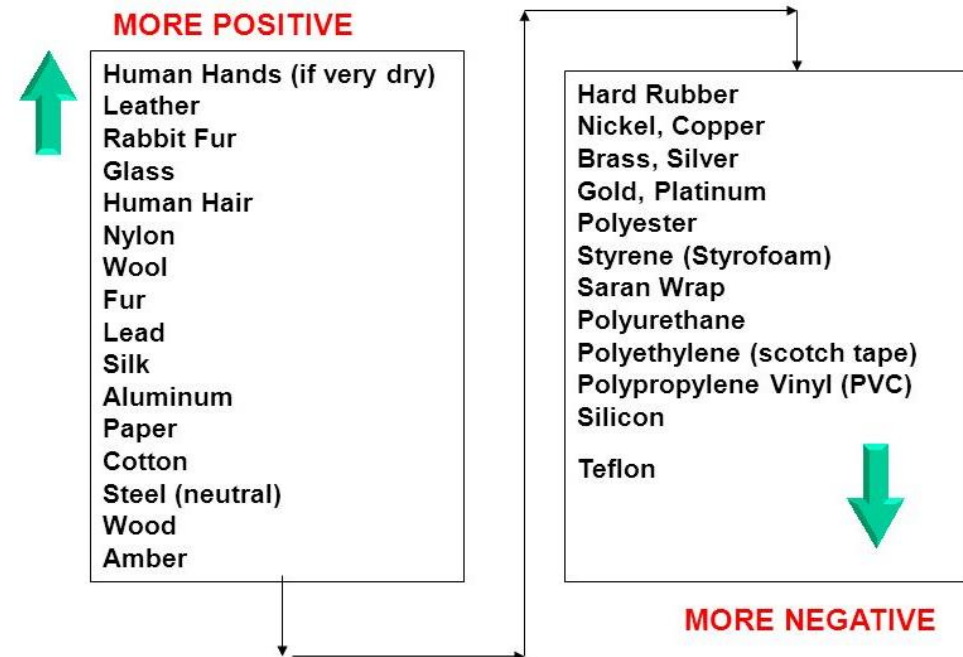 MORE POSITIVE
Human Hands (if very dry)
Leather
Rabbit Fur
Glass
Human Hair
Nylon
Wool
Fur
Lead
Silk
Aluminum
Paper
Cotton
Steel (neutral)
Wood
Amber
Hard Rubber
Nickel, Copper
Brass, Silver
Gold, Platinum
Polyester
Styrene (Styrofoam)
Saran Wrap
Polyurethane
Polyethylene (scotch tape)
Polypropylene Vinyl (PVC)
Silicon
Teflon
MORE NEGATIVE